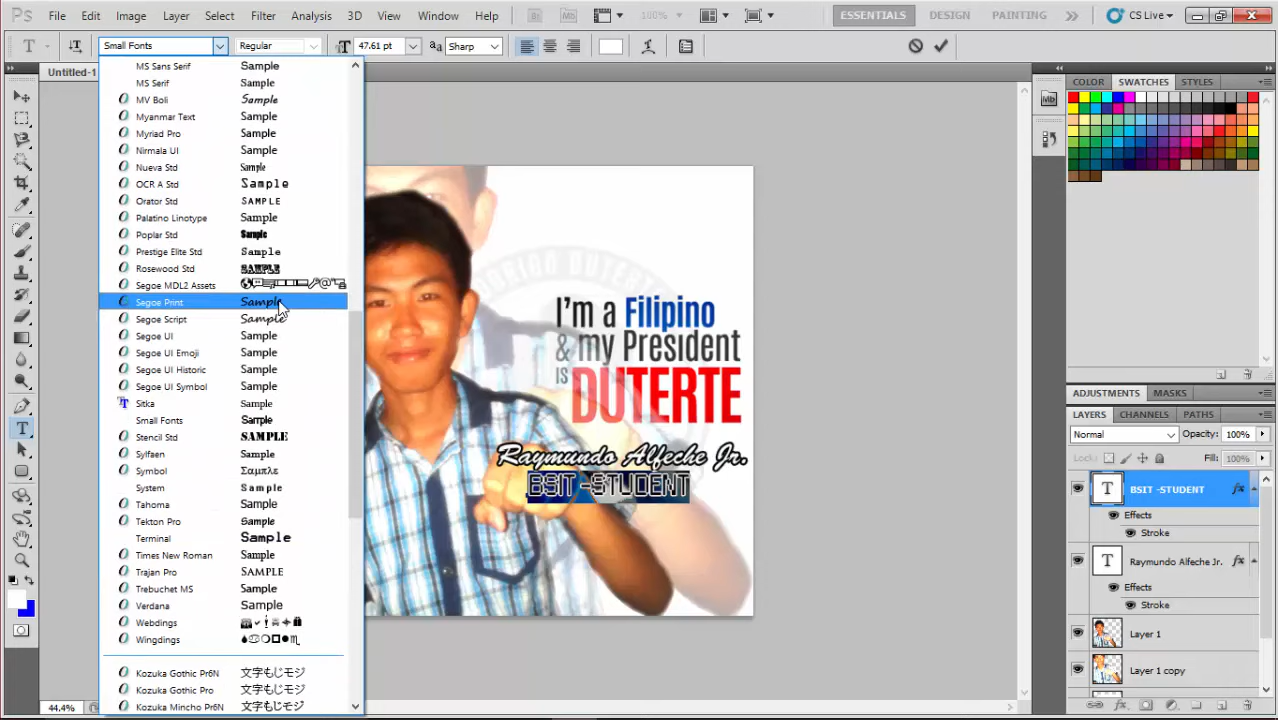 Ps File Edit Image Layer Select Filter Analysis 3D View Window Help Br Mb 100% ESSENTIALS DESIGN PAINTING CS Live
T Small Fonts Regular 47.61 pt Sharp
Untitled-1
MS Sans Serif Sample
MS Serif Sample
MV Boli Sample
Myanmar Text Sample
Myriad Pro Sample
Nirmala UI Sample
Nueva Std Sample
OCR A Std Sample
Orator Std SAMPLE
Palatino Linotype Sample
Poplar Std Sample
Prestige Elite Std Sample
Rosewood Std SAMPLE
Segoe MDL2 Assets
Segoe Print Sample
Segoe Script Sample
Segoe UI Sample
Segoe UI Emoji Sample
Segoe UI Historic Sample
Segoe UI Symbol Sample
Sitka Sample
Small Fonts Sample
Stencil Std SAMPLE
Sylfaen Sample
Symbol Σαμπλε
System Sample
Tahoma Sample
Tekton Pro Sample
Terminal Sample
Times New Roman Sample
Trajan Pro SAMPLE
Trebuchet MS Sample
Verdana Sample
Webdings
Wingdings
Kozuka Gothic Pr6N 文字もじモジ
Kozuka Gothic Pro 文字もじモジ
Kozuka Mincho Pr6N 文字もじモジ
44.4%
DUTERTE
I'm a Filipino
& my President
IS DUTERTE
Raymundo Alfeche Jr.
BSIT -STUDENT
COLOR SWATCHES STYLES
ADJUSTMENTS MASKS
LAYERS CHANNELS PATHS
Normal Opacity: 100%
Lock: Fill: 100%
T BSIT -STUDENT fx
Effects
Stroke
T Raymundo Alfeche Jr. fx
Effects
Stroke
Layer 1
Layer 1 copy